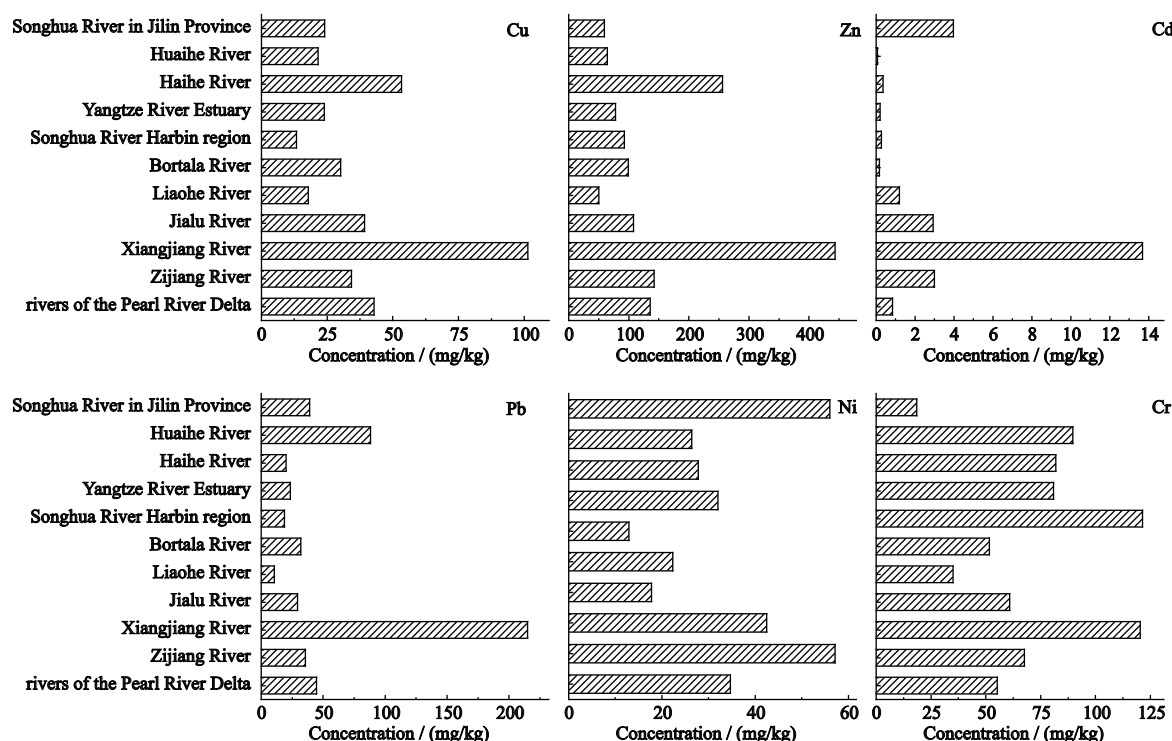 Songhua River in Jilin Province
Huaihe River
Haihe River
Yangtze River Estuary
Songhua River Harbin region
Bortala River
Liaohe River
Jialu River
Xiangjiang River
Zijiang River
rivers of the Pearl River Delta
Cu
0 25 50 75 100
Concentration / (mg/kg)
Zn
0 100 200 300 400
Concentration / (mg/kg)
Cd
0 2 4 6 8 10 12 14
Concentration / (mg/kg)
Songhua River in Jilin Province
Huaihe River
Haihe River
Yangtze River Estuary
Songhua River Harbin region
Bortala River
Liaohe River
Jialu River
Xiangjiang River
Zijiang River
rivers of the Pearl River Delta
Pb
0 50 100 150 200
Concentration / (mg/kg)
Ni
0 20 40 60
Concentration / (mg/kg)
Cr
0 25 50 75 100 125
Concentration / (mg/kg)